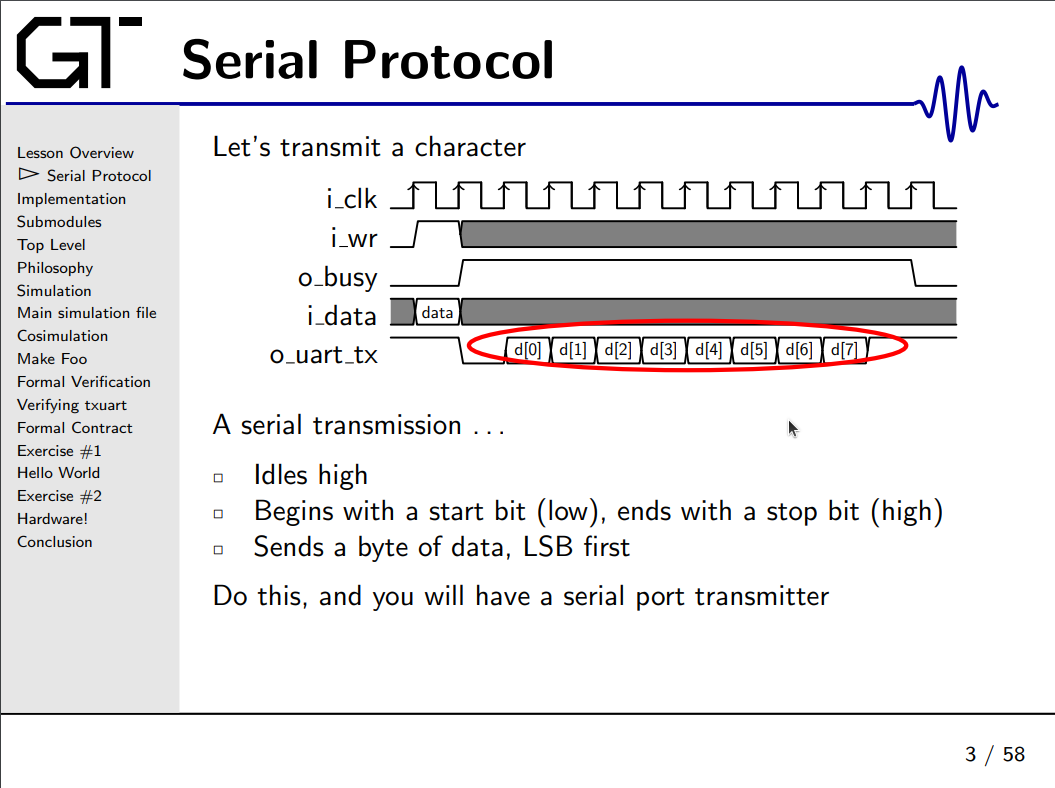 GT
Serial Protocol
Lesson Overview
▷ Serial Protocol
Implementation
Submodules
Top Level
Philosophy
Simulation
Main simulation file
Cosimulation
Make Foo
Formal Verification
Verifying txuart
Formal Contract
Exercise #1
Hello World
Exercise #2
Hardware!
Conclusion
Let's transmit a character
i_clk
i_wr
o_busy
i_data data
o_uart_tx d[0] d[1] d[2] d[3] d[4] d[5] d[6] d[7]
A serial transmission . . .
Idles high
Begins with a start bit (low), ends with a stop bit (high)
Sends a byte of data, LSB first
Do this, and you will have a serial port transmitter
3 / 58